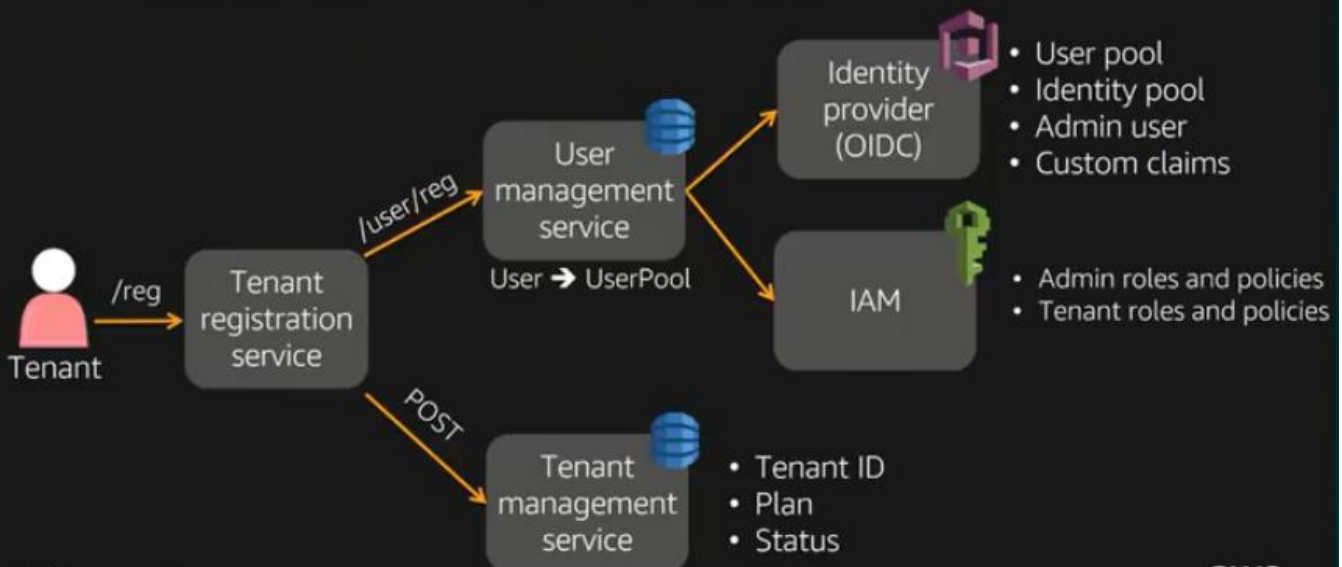 Tenant
/reg
Tenant
registration
service
/user/reg
User
management
service
User ➔ UserPool
Identity
provider
(OIDC)
• User pool
• Identity pool
• Admin user
• Custom claims
IAM
• Admin roles and policies
• Tenant roles and policies
POST
Tenant
management
service
• Tenant ID
• Plan
• Status